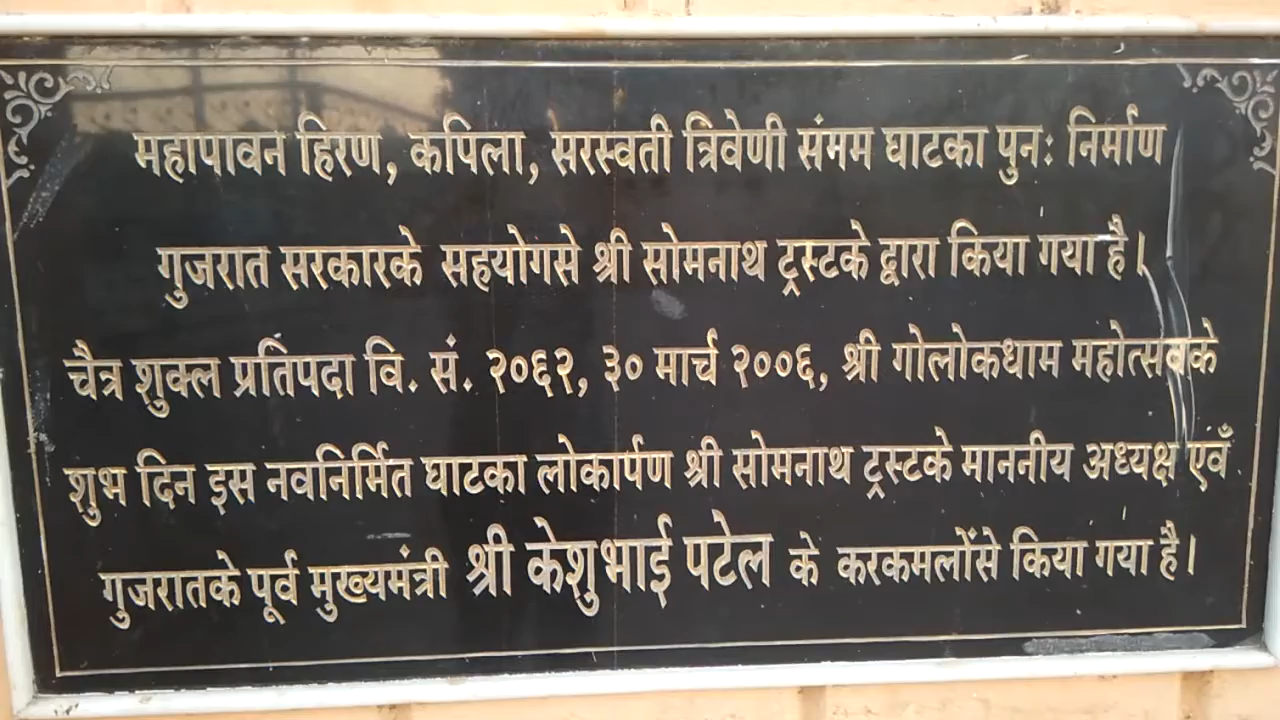 महापावन हिरण, कपिला, सरस्वती त्रिवेणी संमम घाटका पुनः निर्माण
गुजरात सरकारके सहयोगसे श्री सोमनाथ ट्रस्टके द्वारा किया गया है।
चैत्र शुक्ल प्रतिपदा वि. सं. २०६२, ३० मार्च २००६, श्री गोलोकधाम महोत्सवके
शुभ दिन इस नवनिर्मित घाटका लोकार्पण श्री सोमनाथ ट्रस्टके माननीय अध्यक्ष एवँ
गुजरातके पूर्व मुख्यमंत्री श्री केशुभाई पटेल के करकमलोंसे किया गया है।